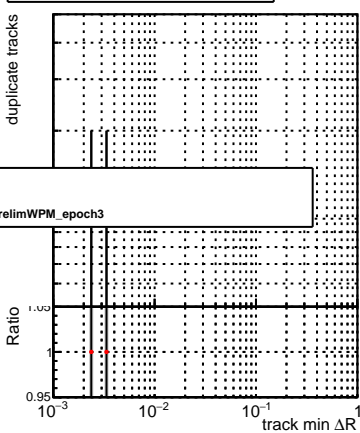 duplicate tracks
relimWPM_epoch3
1.05
Ratio
1
0.95
10⁻³ 10⁻² 10⁻¹ 1
track min ΔR